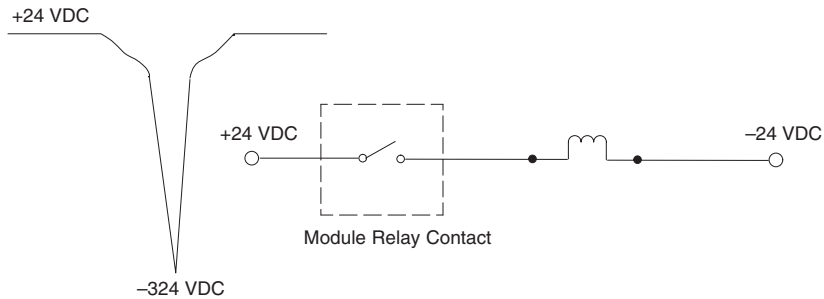 +24 VDC
+24 VDC
–24 VDC
Module Relay Contact
–324 VDC